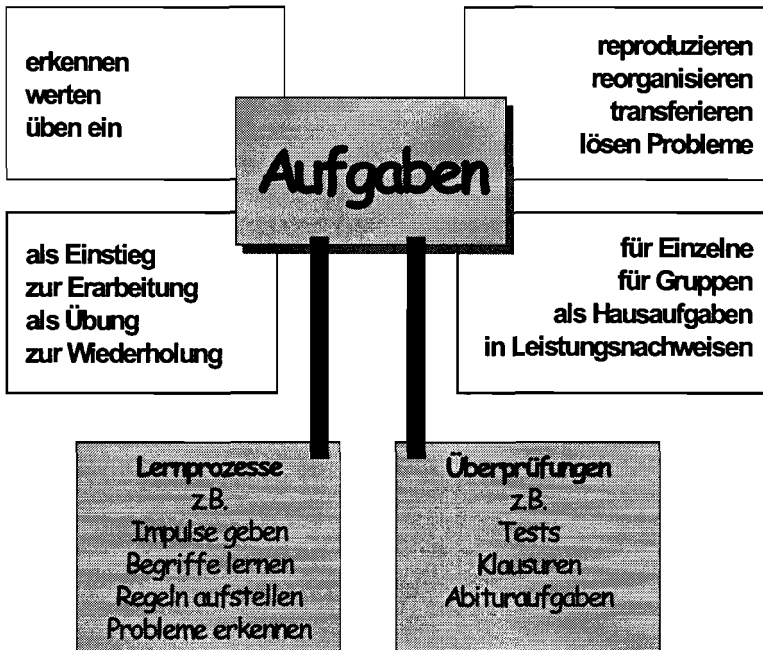 erkennen
werten
üben ein
reproduzieren
reorganisieren
transferieren
lösen Probleme
Aufgaben
als Einstieg
zur Erarbeitung
als Übung
zur Wiederholung
für Einzelne
für Gruppen
als Hausaufgaben
in Leistungsnachweisen
Lernprozesse
z.B.
Impulse geben
Begriffe lernen
Regeln aufstellen
Probleme erkennen
Überprüfungen
z.B.
Tests
Klausuren
Abituraufgaben